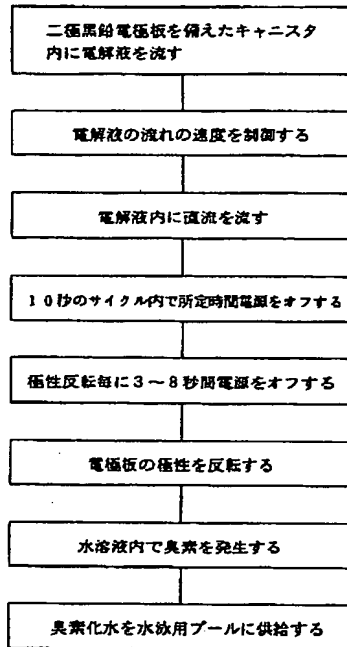 二極黒鉛電極板を備えたキャニスタ
内に電解液を流す
電解液の流れの速度を制御する
電解液内に直流を流す
10秒のサイクル内で所定時間電源をオフする
極性反転毎に3～8秒間電源をオフする
電極板の極性を反転する
水溶液内で臭素を発生する
臭素化水を水泳用プールに供給する